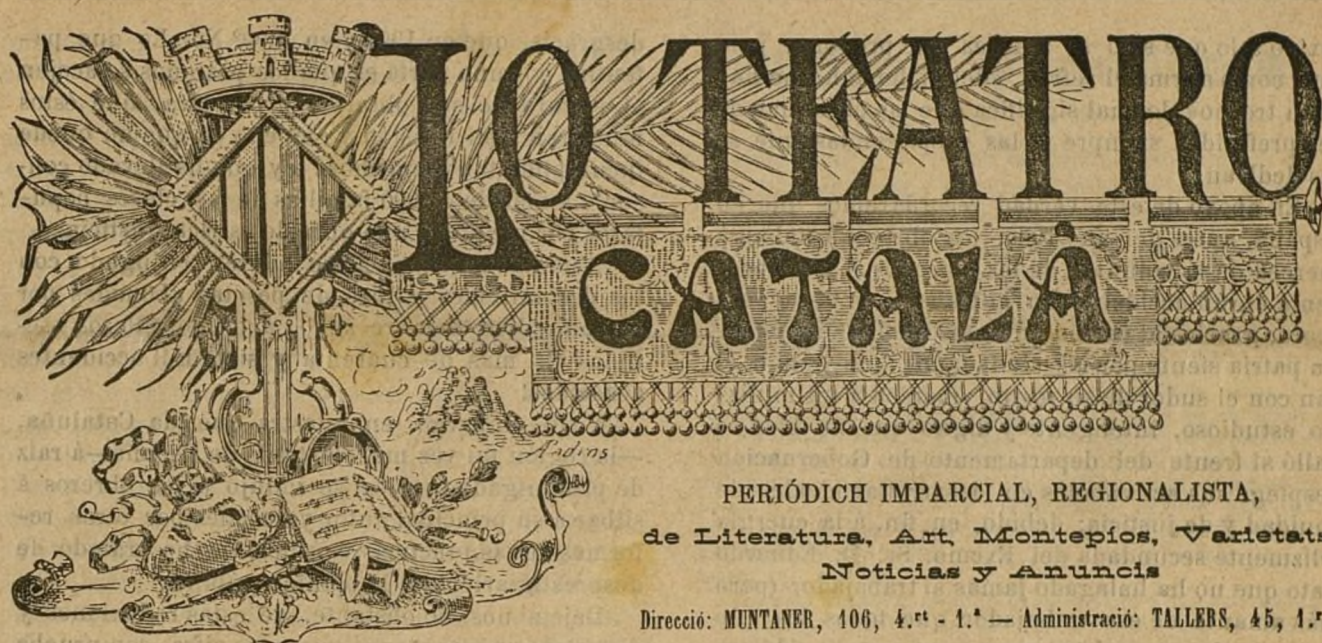 LO TEATRO
CATALÀ
PERIÓDICH IMPARCIAL, REGIONALISTA,
de Literatura, Art, Montepíos, Varietats
Noticias y Anuncis
Direcció: MUNTANER, 106, 4.rt - 1.ª — Administració: TALLERS, 45, 1.r